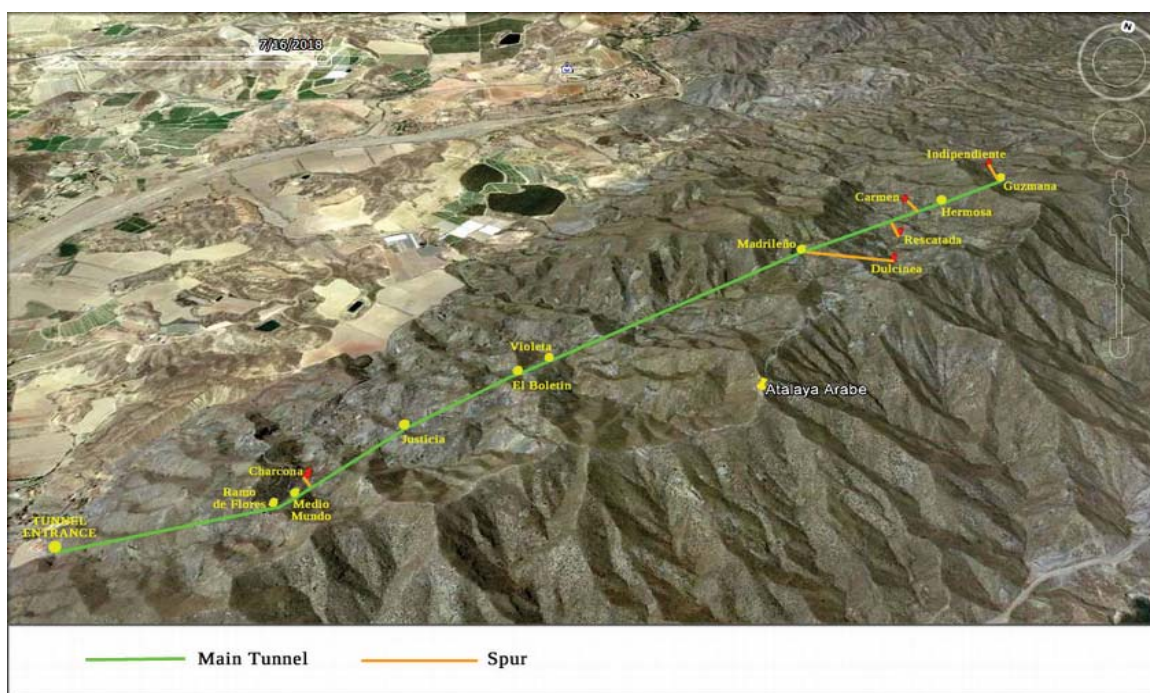 7/16/2018
N
Indipendiente
Guzmana
Carmen
Hermosa
Rescatada
Madrileño
Dulcinea
Violeta
El Boletin
Atalaya Arabe
Justicia
Charcona
Ramo
de Flores
Medio
Mundo
TUNNEL
ENTRANCE
Main Tunnel
Spur